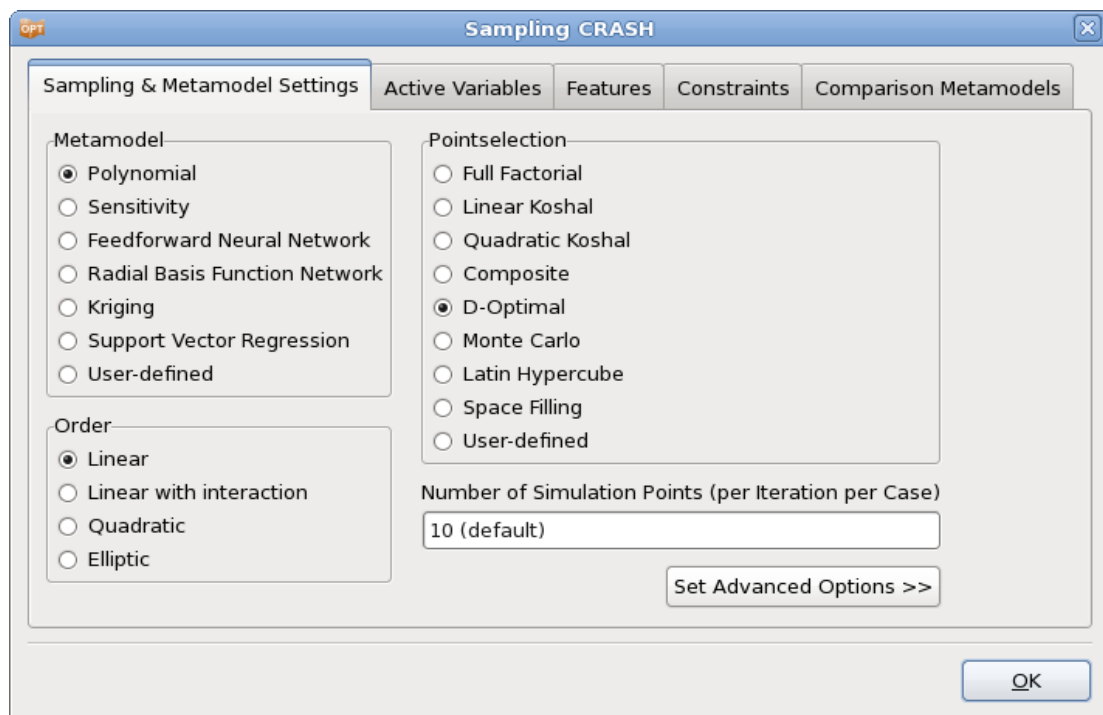 OPT
Sampling CRASH
Sampling & Metamodel Settings
Active Variables
Features
Constraints
Comparison Metamodels
Metamodel
Polynomial
Sensitivity
Feedforward Neural Network
Radial Basis Function Network
Kriging
Support Vector Regression
User-defined
Order
Linear
Linear with interaction
Quadratic
Elliptic
Pointselection
Full Factorial
Linear Koshal
Quadratic Koshal
Composite
D-Optimal
Monte Carlo
Latin Hypercube
Space Filling
User-defined
Number of Simulation Points (per Iteration per Case)
10 (default)
Set Advanced Options >>
OK